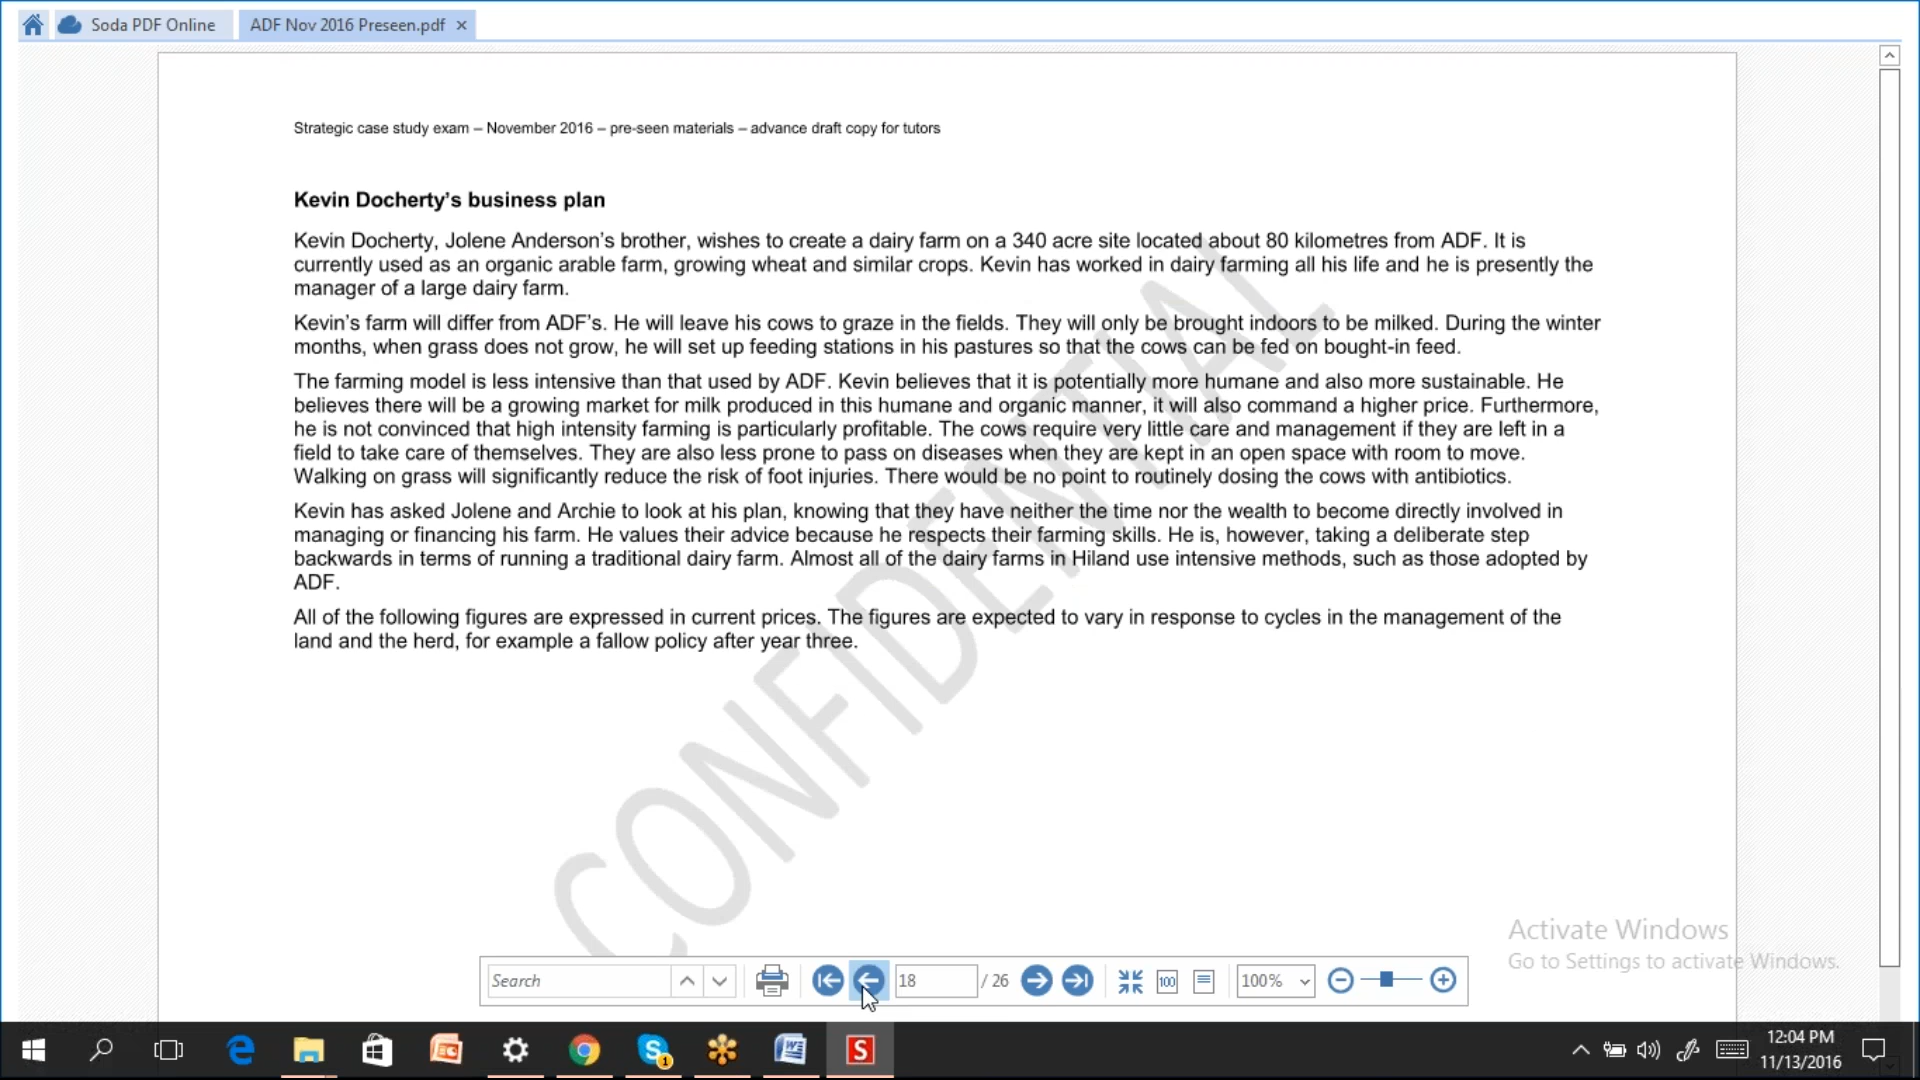 Soda PDF Online
ADF Nov 2016 Preseen.pdf ×
Strategic case study exam – November 2016 – pre-seen materials – advance draft copy for tutors
Kevin Docherty’s business plan
Kevin Docherty, Jolene Anderson’s brother, wishes to create a dairy farm on a 340 acre site located about 80 kilometres from ADF. It is
currently used as an organic arable farm, growing wheat and similar crops. Kevin has worked in dairy farming all his life and he is presently the
manager of a large dairy farm.
Kevin’s farm will differ from ADF’s. He will leave his cows to graze in the fields. They will only be brought indoors to be milked. During the winter
months, when grass does not grow, he will set up feeding stations in his pastures so that the cows can be fed on bought-in feed.
The farming model is less intensive than that used by ADF. Kevin believes that it is potentially more humane and also more sustainable. He
believes there will be a growing market for milk produced in this humane and organic manner, it will also command a higher price. Furthermore,
he is not convinced that high intensity farming is particularly profitable. The cows require very little care and management if they are left in a
field to take care of themselves. They are also less prone to pass on diseases when they are kept in an open space with room to move.
Walking on grass will significantly reduce the risk of foot injuries. There would be no point to routinely dosing the cows with antibiotics.
Kevin has asked Jolene and Archie to look at his plan, knowing that they have neither the time nor the wealth to become directly involved in
managing or financing his farm. He values their advice because he respects their farming skills. He is, however, taking a deliberate step
backwards in terms of running a traditional dairy farm. Almost all of the dairy farms in Hiland use intensive methods, such as those adopted by
ADF.
All of the following figures are expressed in current prices. The figures are expected to vary in response to cycles in the management of the
land and the herd, for example a fallow policy after year three.
CONFIDENTIAL
Activate Windows
Go to Settings to activate Windows.
Search
18 / 26
100
100%
1
S
12:04 PM
11/13/2016